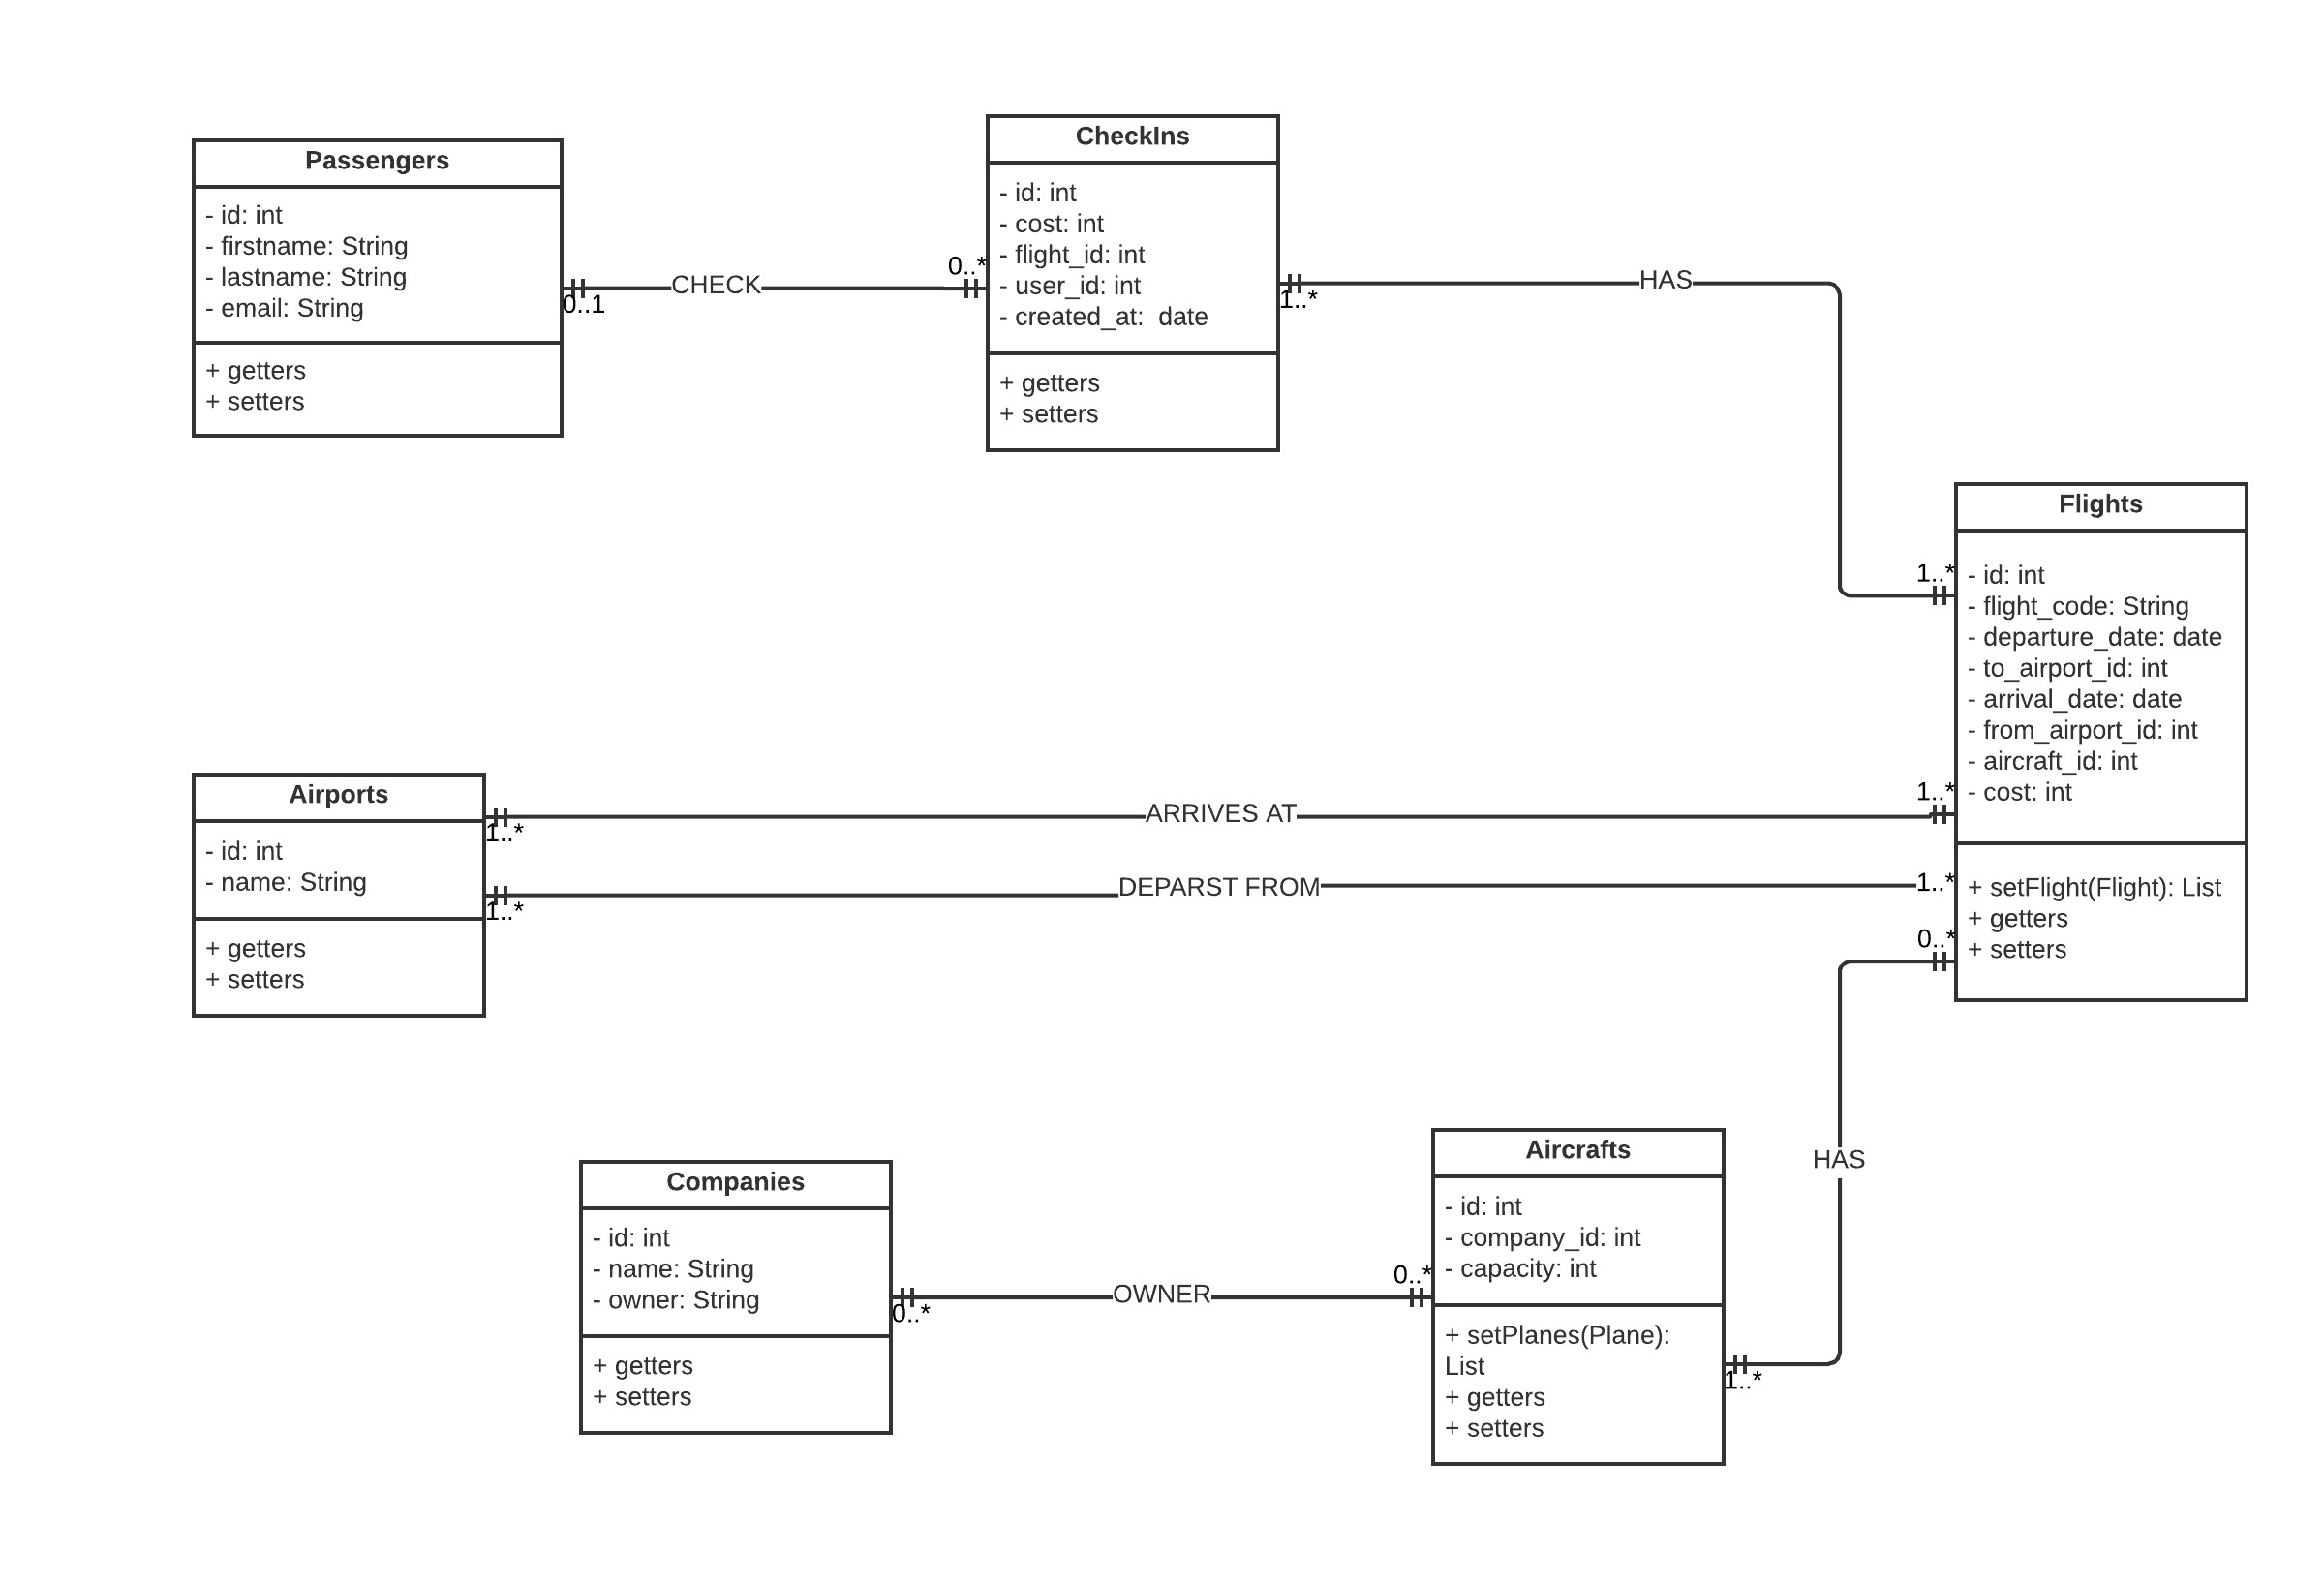 Passengers
- id: int
- firstname: String
- lastname: String
- email: String
+ getters
+ setters
0..1
CHECK
0..*
CheckIns
- id: int
- cost: int
- flight_id: int
- user_id: int
- created_at:  date
+ getters
+ setters
1..*
HAS
1..*
Flights
- id: int
- flight_code: String
- departure_date: date
- to_airport_id: int
- arrival_date: date
- from_airport_id: int
- aircraft_id: int
- cost: int
+ setFlight(Flight): List
+ getters
+ setters
Airports
- id: int
- name: String
+ getters
+ setters
1..*
ARRIVES AT
1..*
1..*
DEPARST FROM
1..*
0..*
HAS
1..*
Companies
- id: int
- name: String
- owner: String
+ getters
+ setters
0..*
OWNER
0..*
Aircrafts
- id: int
- company_id: int
- capacity: int
+ setPlanes(Plane):
List
+ getters
+ setters